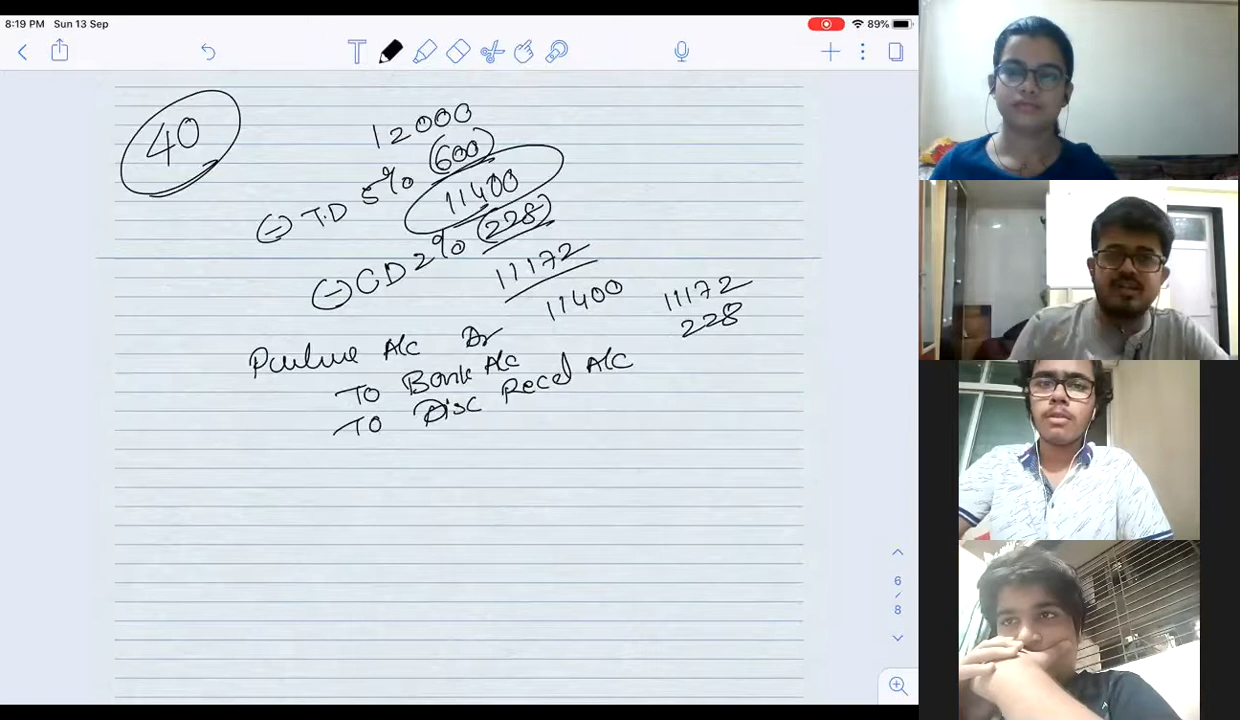 8:19 PM Sun 13 Sep 89%
T
40
12000
⊖ T.D 5% (600)
11400
⊖ CD 2% (228)
11172
Purchase A/c Dr 11400
To Bank A/c 11172
To Disc Reced A/c 228
6
/
8